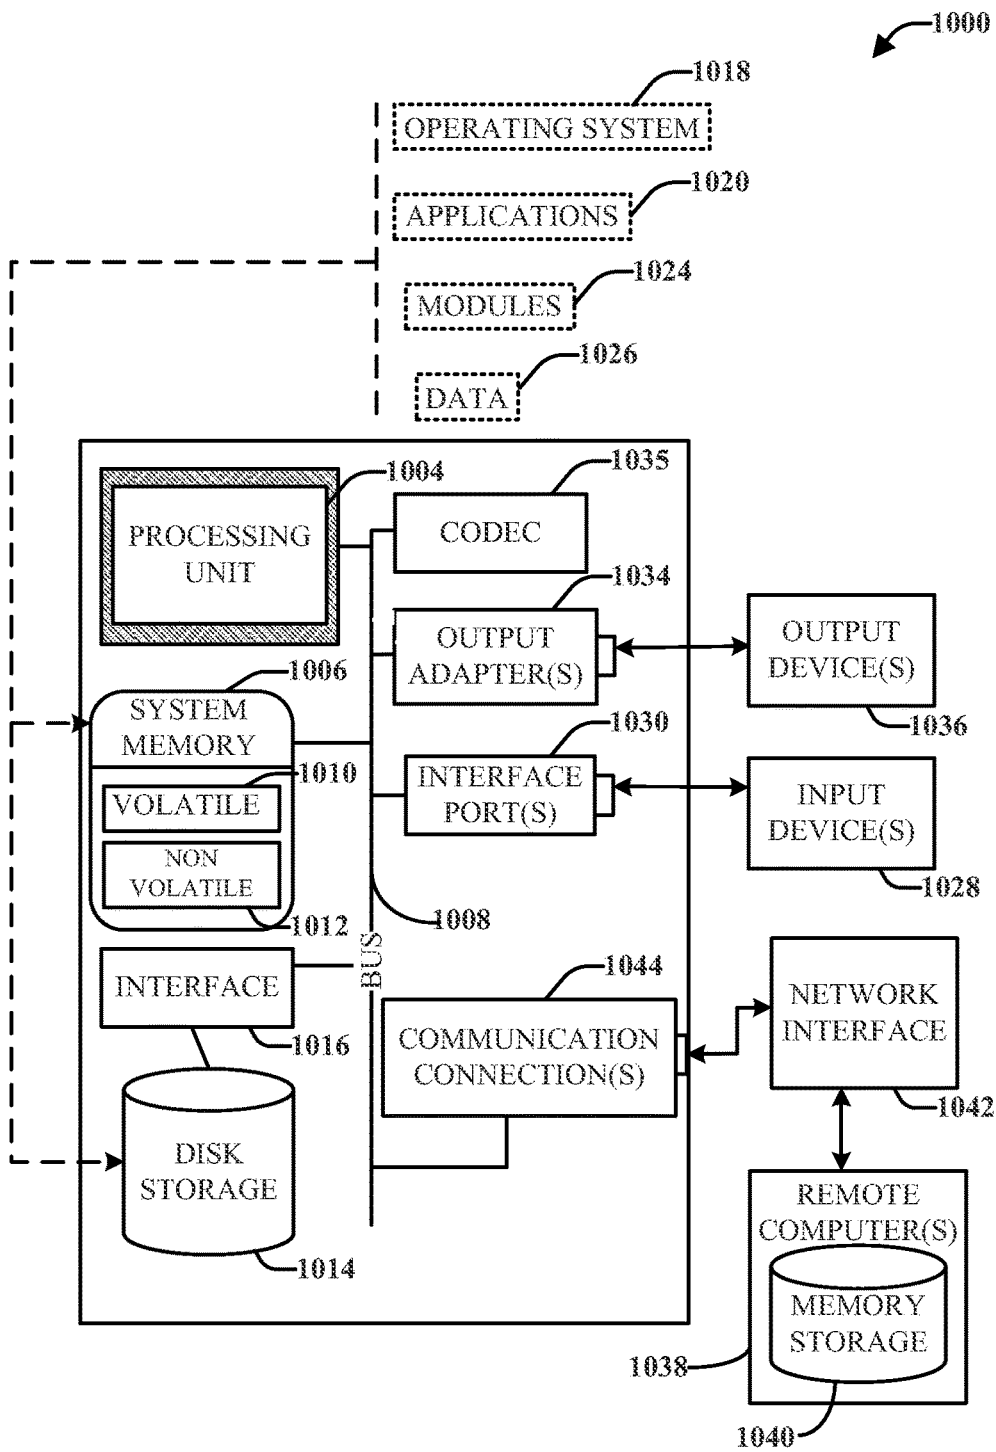 1000
1018
OPERATING SYSTEM
1020
APPLICATIONS
1024
MODULES
1026
DATA
1004
PROCESSING
UNIT
1035
CODEC
1034
OUTPUT
ADAPTER(S)
OUTPUT
DEVICE(S)
1036
1006
SYSTEM
MEMORY
1010
VOLATILE
NON
VOLATILE
1012
1030
INTERFACE
PORT(S)
INPUT
DEVICE(S)
1028
1008
BUS
INTERFACE
1016
1044
COMMUNICATION
CONNECTION(S)
NETWORK
INTERFACE
1042
DISK
STORAGE
1014
REMOTE
COMPUTER(S)
MEMORY
STORAGE
1038
1040